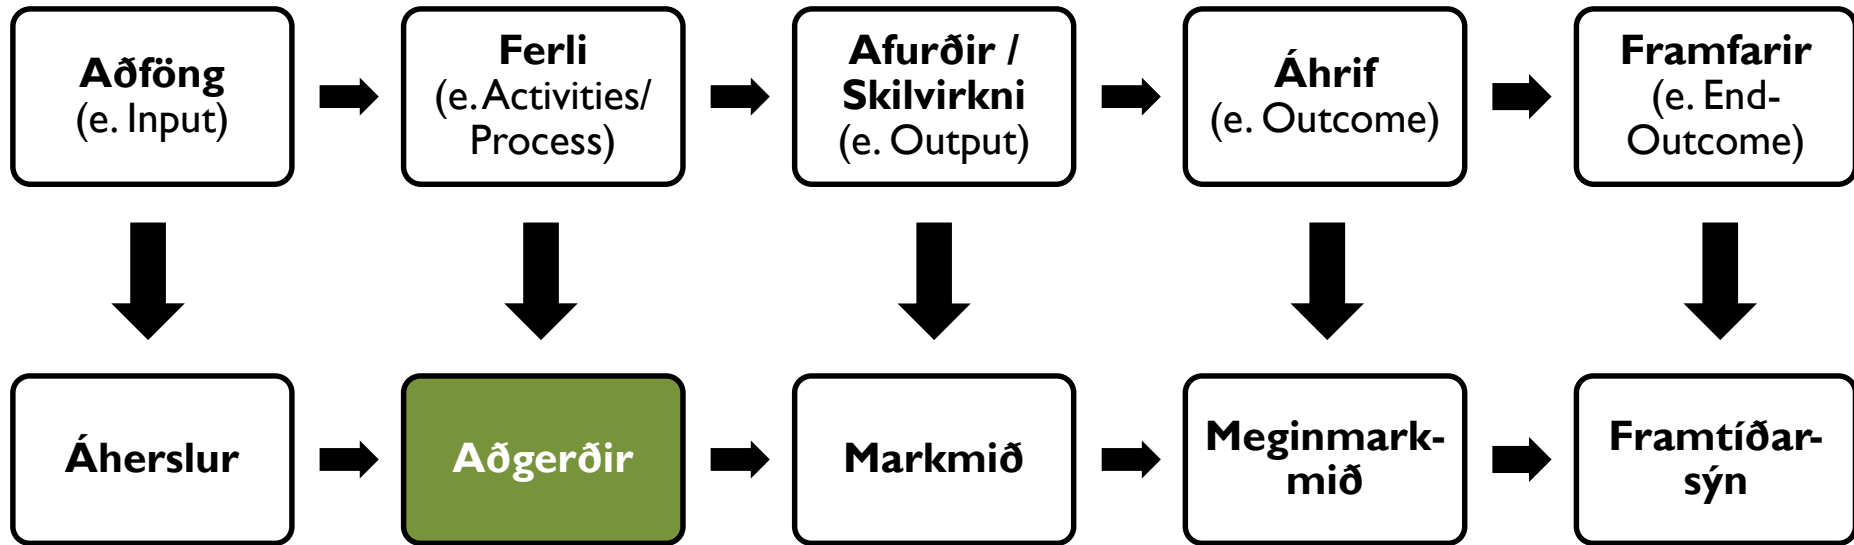 Aðföng
(e. Input)
Ferli
(e. Activities/
Process)
Afurðir /
Skilvirkni
(e. Output)
Áhrif
(e. Outcome)
Framfarir
(e. End-
Outcome)
Áherslur
Aðgerðir
Markmið
Meginmark-
mið
Framtíðar-
sýn